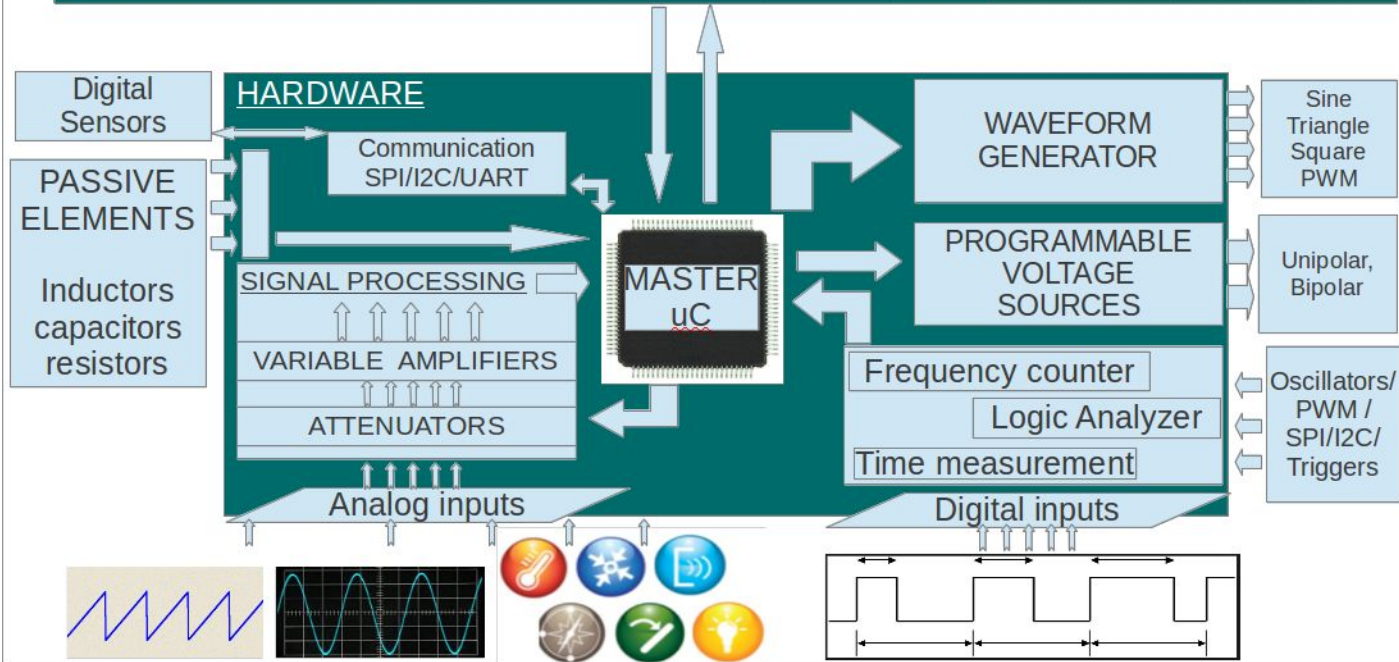 HARDWARE
Digital
Sensors
PASSIVE
ELEMENTS
Inductors
capacitors
resistors
Communication
SPI/I2C/UART
SIGNAL PROCESSING
VARIABLE AMPLIFIERS
ATTENUATORS
Analog inputs
MASTER
uC
WAVEFORM
GENERATOR
PROGRAMMABLE
VOLTAGE
SOURCES
Frequency counter
Logic Analyzer
Time measurement
Digital inputs
Sine
Triangle
Square
PWM
Unipolar,
Bipolar
Oscillators/
PWM /
SPI/I2C/
Triggers